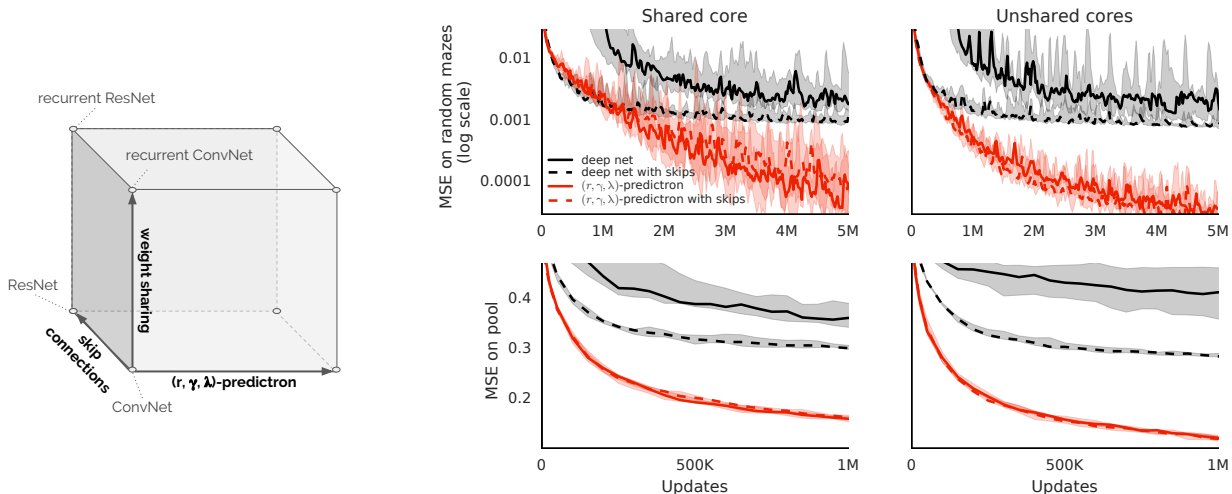 recurrent ResNet
recurrent ConvNet
weight sharing
ResNet
skip
connections
(r, γ, λ)-predictron
ConvNet
Shared core
Unshared cores
MSE on random mazes
(log scale)
0.01
0.001
0.0001
deep net
deep net with skips
(r, γ, λ)-predictron
(r, γ, λ)-predictron with skips
0 1M 2M 3M 4M 5M
0 1M 2M 3M 4M 5M
MSE on pool
0.4
0.3
0.2
0 500K 1M
0 500K 1M
Updates
Updates